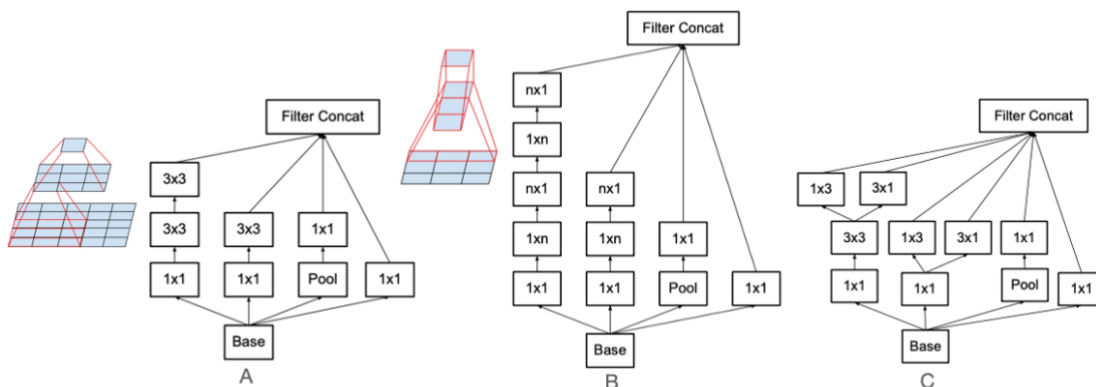 Filter Concat
3x3
3x3 3x3 1x1
1x1 1x1 Pool 1x1
Base
A
Filter Concat
nx1
1xn
nx1 nx1
1xn 1xn 1x1
1x1 1x1 Pool 1x1
Base
B
Filter Concat
1x3 3x1
3x3 1x3 3x1 1x1
1x1 1x1 Pool 1x1
Base
C